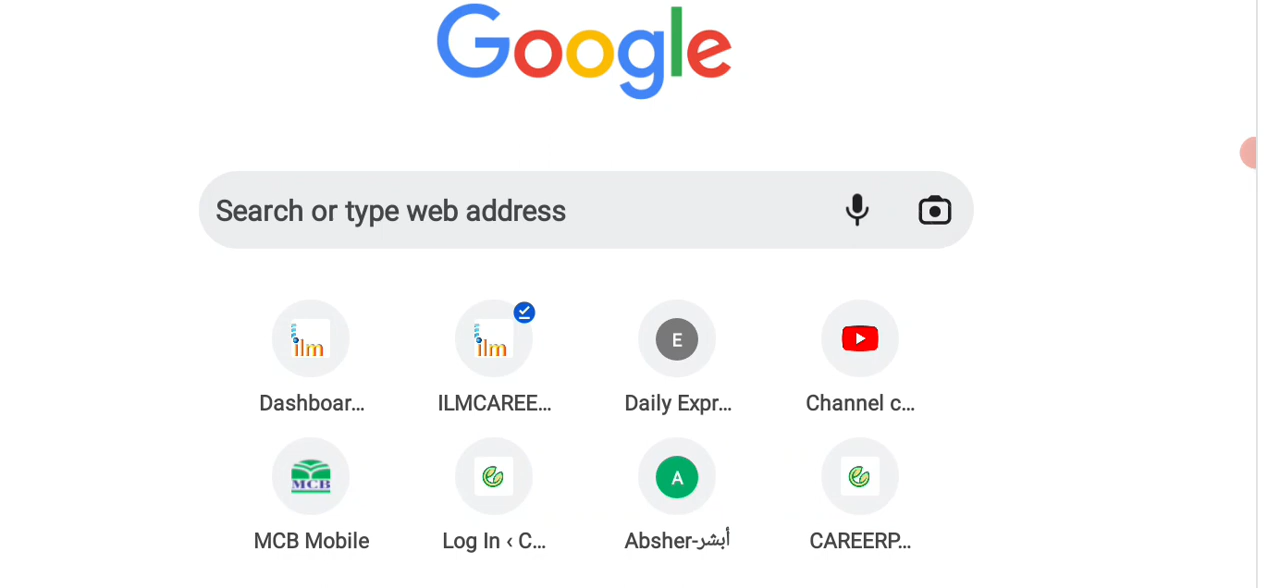 Google
Search or type web address
ilm
ilm
E
Dashboar...
ILMCAREE...
Daily Expr...
Channel c...
MCB
A
MCB Mobile
Log In ‹ C...
Absher-أبشر
CAREERP...